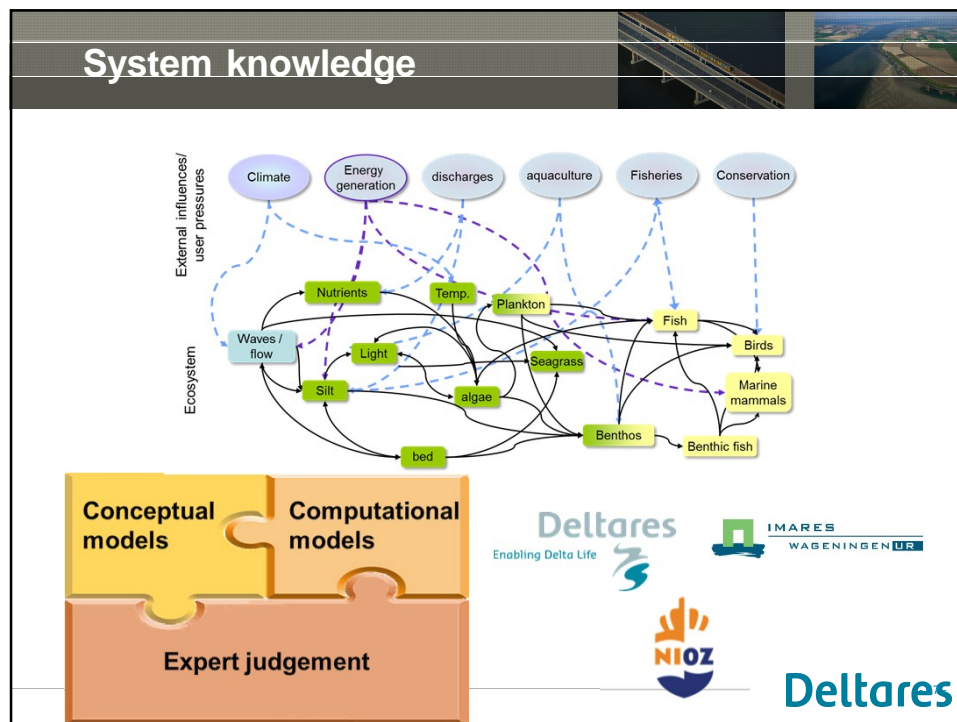 System knowledge
External influences/
user pressures
Climate
Energy
generation
discharges
aquaculture
Fisheries
Conservation
Ecosystem
Nutrients
Temp.
Plankton
Fish
Waves /
flow
Light
Seagrass
Birds
Silt
algae
Marine
mammals
Benthos
Benthic fish
bed
Conceptual
models
Computational
models
Expert judgement
Deltares
Enabling Delta Life
IMARES
WAGENINGEN UR
NIOZ
Deltares